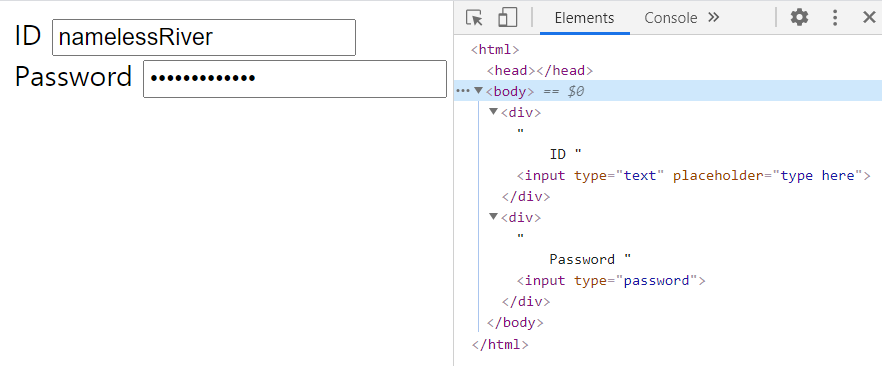 ID namelessRiver
Password •••••••••••••
Elements Console »
<html>
<head></head>
<body> == $0
<div>
"
ID "
<input type="text" placeholder="type here">
</div>
<div>
"
Password "
<input type="password">
</div>
</body>
</html>